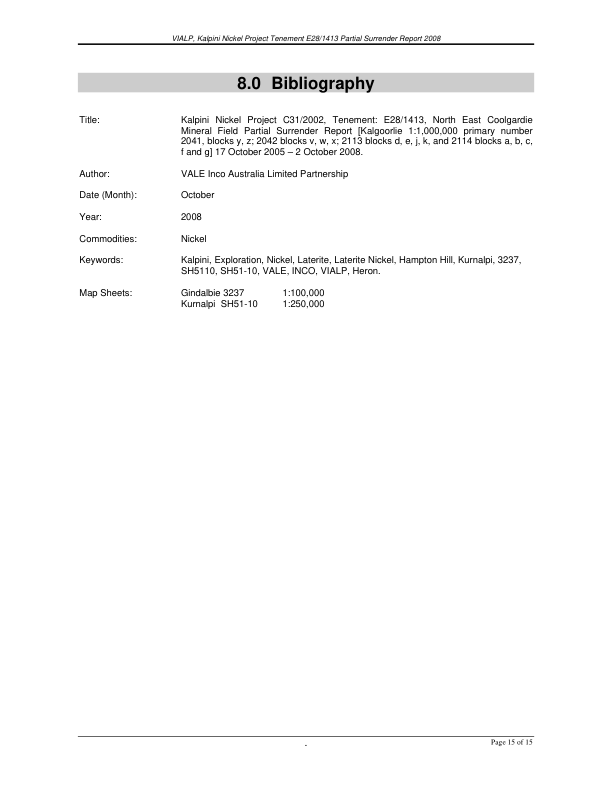 VIALP, Kalpini Nickel Project Tenement E28/1413 Partial Surrender Report 2008
8.0 Bibliography
Title: Kalpini Nickel Project C31/2002, Tenement: E28/1413, North East Coolgardie
Mineral Field Partial Surrender Report [Kalgoorlie 1:1,000,000 primary number
2041, blocks y, z; 2042 blocks v, w, x; 2113 blocks d, e, j, k, and 2114 blocks a, b, c,
f and g] 17 October 2005 – 2 October 2008.
Author: VALE Inco Australia Limited Partnership
Date (Month): October
Year: 2008
Commodities: Nickel
Keywords: Kalpini, Exploration, Nickel, Laterite, Laterite Nickel, Hampton Hill, Kurnalpi, 3237,
SH5110, SH51-10, VALE, INCO, VIALP, Heron.
Map Sheets: Gindalbie 3237 1:100,000
Kurnalpi SH51-10 1:250,000
- Page 15 of 15